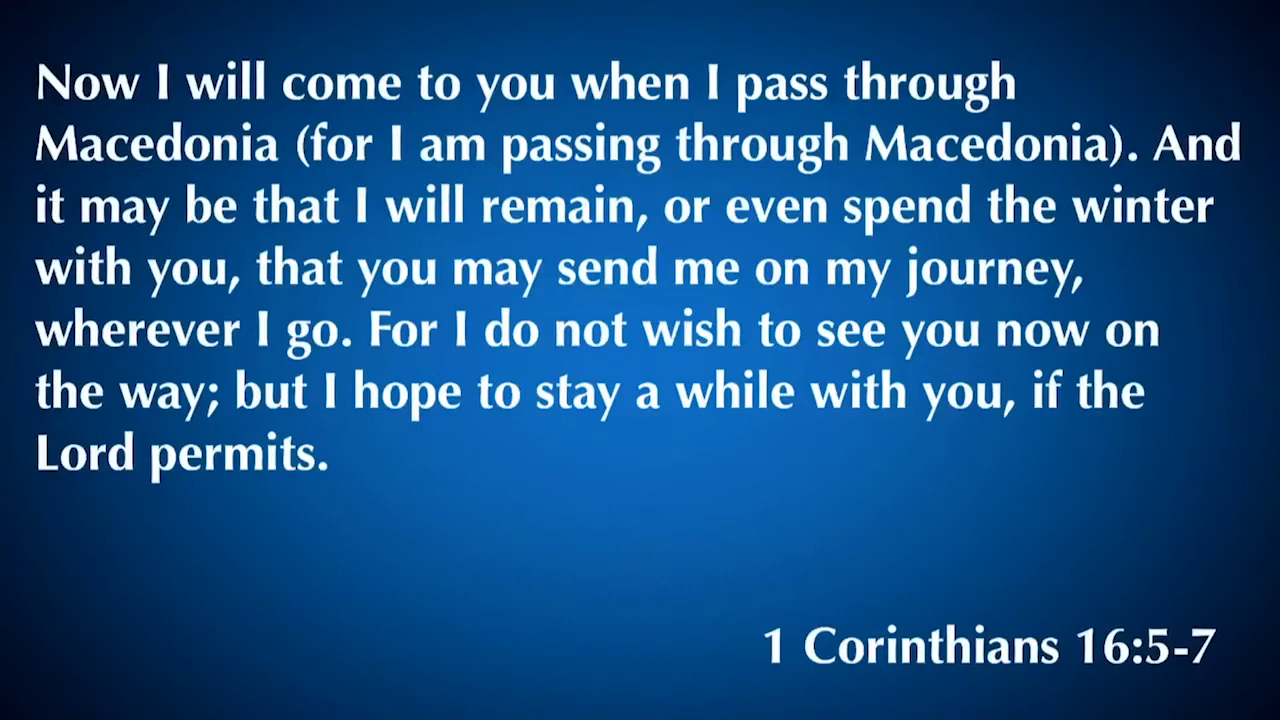 Now I will come to you when I pass through
Macedonia (for I am passing through Macedonia). And
it may be that I will remain, or even spend the winter
with you, that you may send me on my journey,
wherever I go. For I do not wish to see you now on
the way; but I hope to stay a while with you, if the
Lord permits.
1 Corinthians 16:5-7